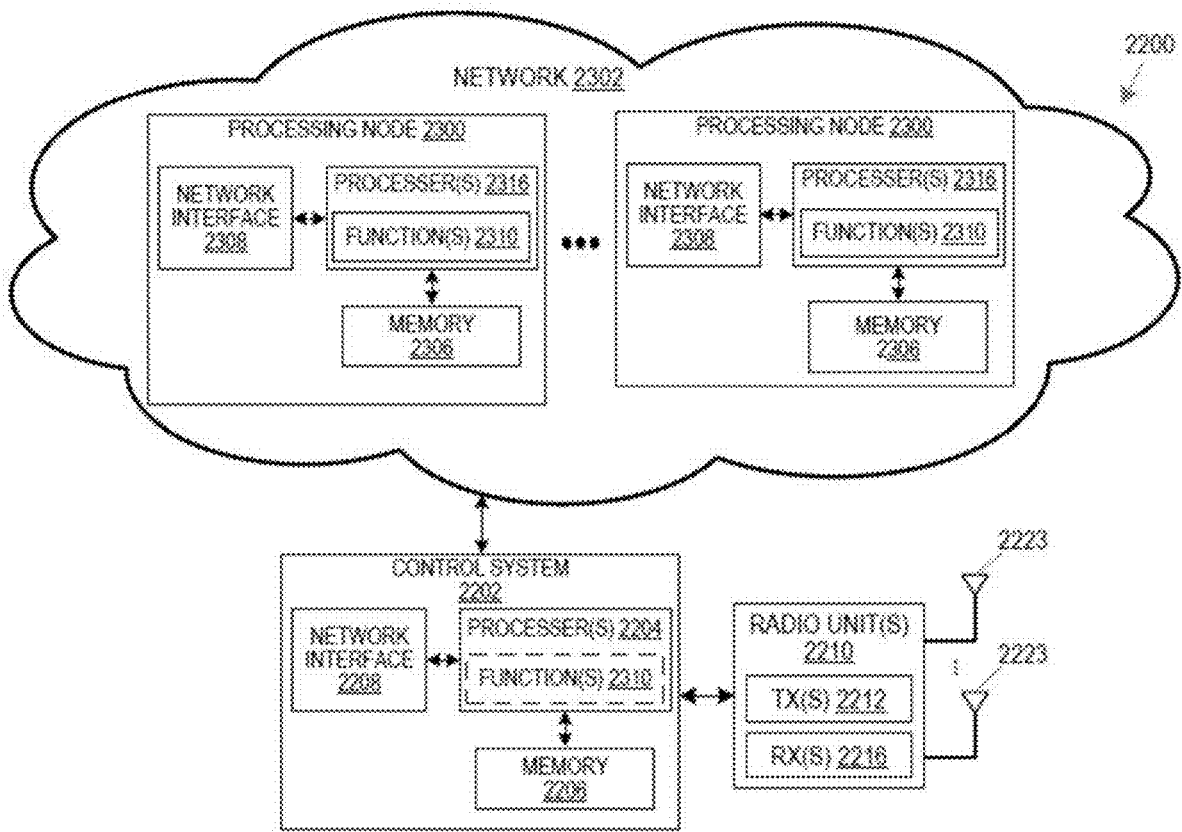 2200
NETWORK 2302
PROCESSING NODE 2300
NETWORK
INTERFACE
2308
PROCESSER(S) 2316
FUNCTION(S) 2310
MEMORY
2306
PROCESSING NODE 2300
NETWORK
INTERFACE
2308
PROCESSER(S) 2316
FUNCTION(S) 2310
MEMORY
2306
CONTROL SYSTEM
2202
NETWORK
INTERFACE
2208
PROCESSER(S) 2204
FUNCTION(S) 2310
MEMORY
2206
RADIO UNIT(S)
2210
TX(S) 2212
RX(S) 2216
2223
2223